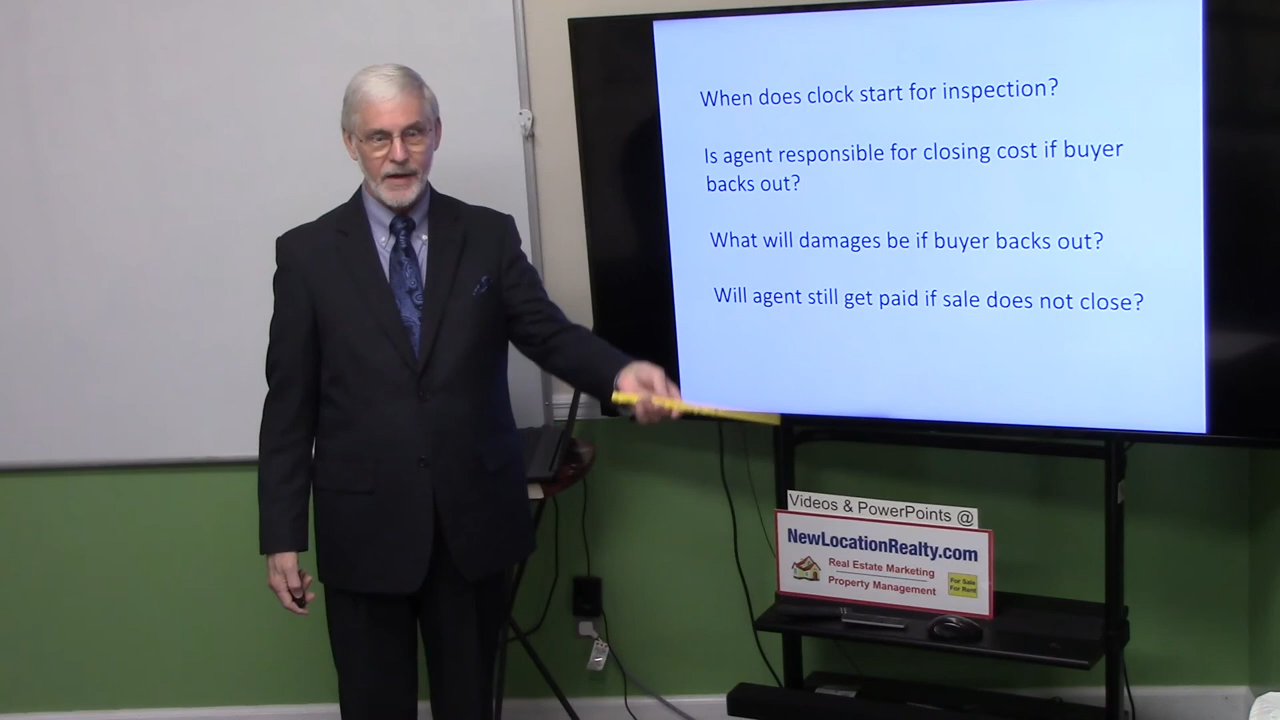 When does clock start for inspection?
Is agent responsible for closing cost if buyer
backs out?
What will damages be if buyer backs out?
Will agent still get paid if sale does not close?
Videos & PowerPoints @
NewLocationRealty.com
Real Estate Marketing
Property Management
For Sale
For Rent